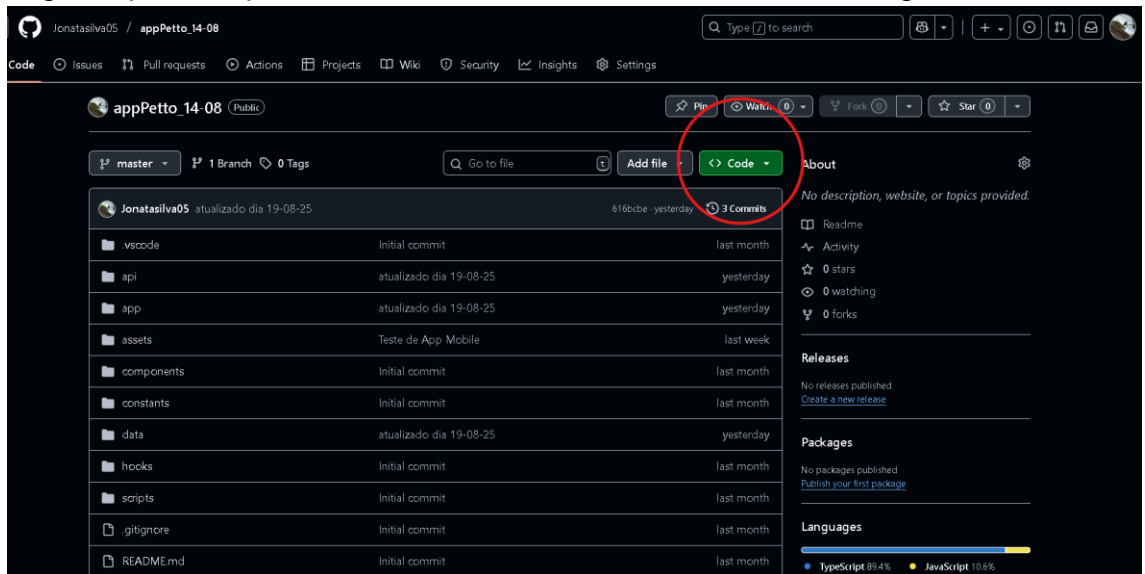 Jonatasilva05 / appPetto_14-08
Type / to search
Code Issues Pull requests Actions Projects Wiki Security Insights Settings
appPetto_14-08 Public
Pin Watch 0 Fork 0 Star 0
master 1 Branch 0 Tags
Go to file t Add file <> Code
About
No description, website, or topics provided.
Readme
Activity
0 stars
0 watching
0 forks
Releases
No releases published
Create a new release
Packages
No packages published
Publish your first package
Languages
TypeScript 89.4% JavaScript 10.6%
Jonatasilva05 atualizado dia 19-08-25 616bcbe · yesterday 3 Commits
.vscode Initial commit last month
api atualizado dia 19-08-25 yesterday
app atualizado dia 19-08-25 yesterday
assets Teste de App Mobile last week
components Initial commit last month
constants Initial commit last month
data atualizado dia 19-08-25 yesterday
hooks Initial commit last month
scripts Initial commit last month
.gitignore Initial commit last month
README.md Initial commit last month